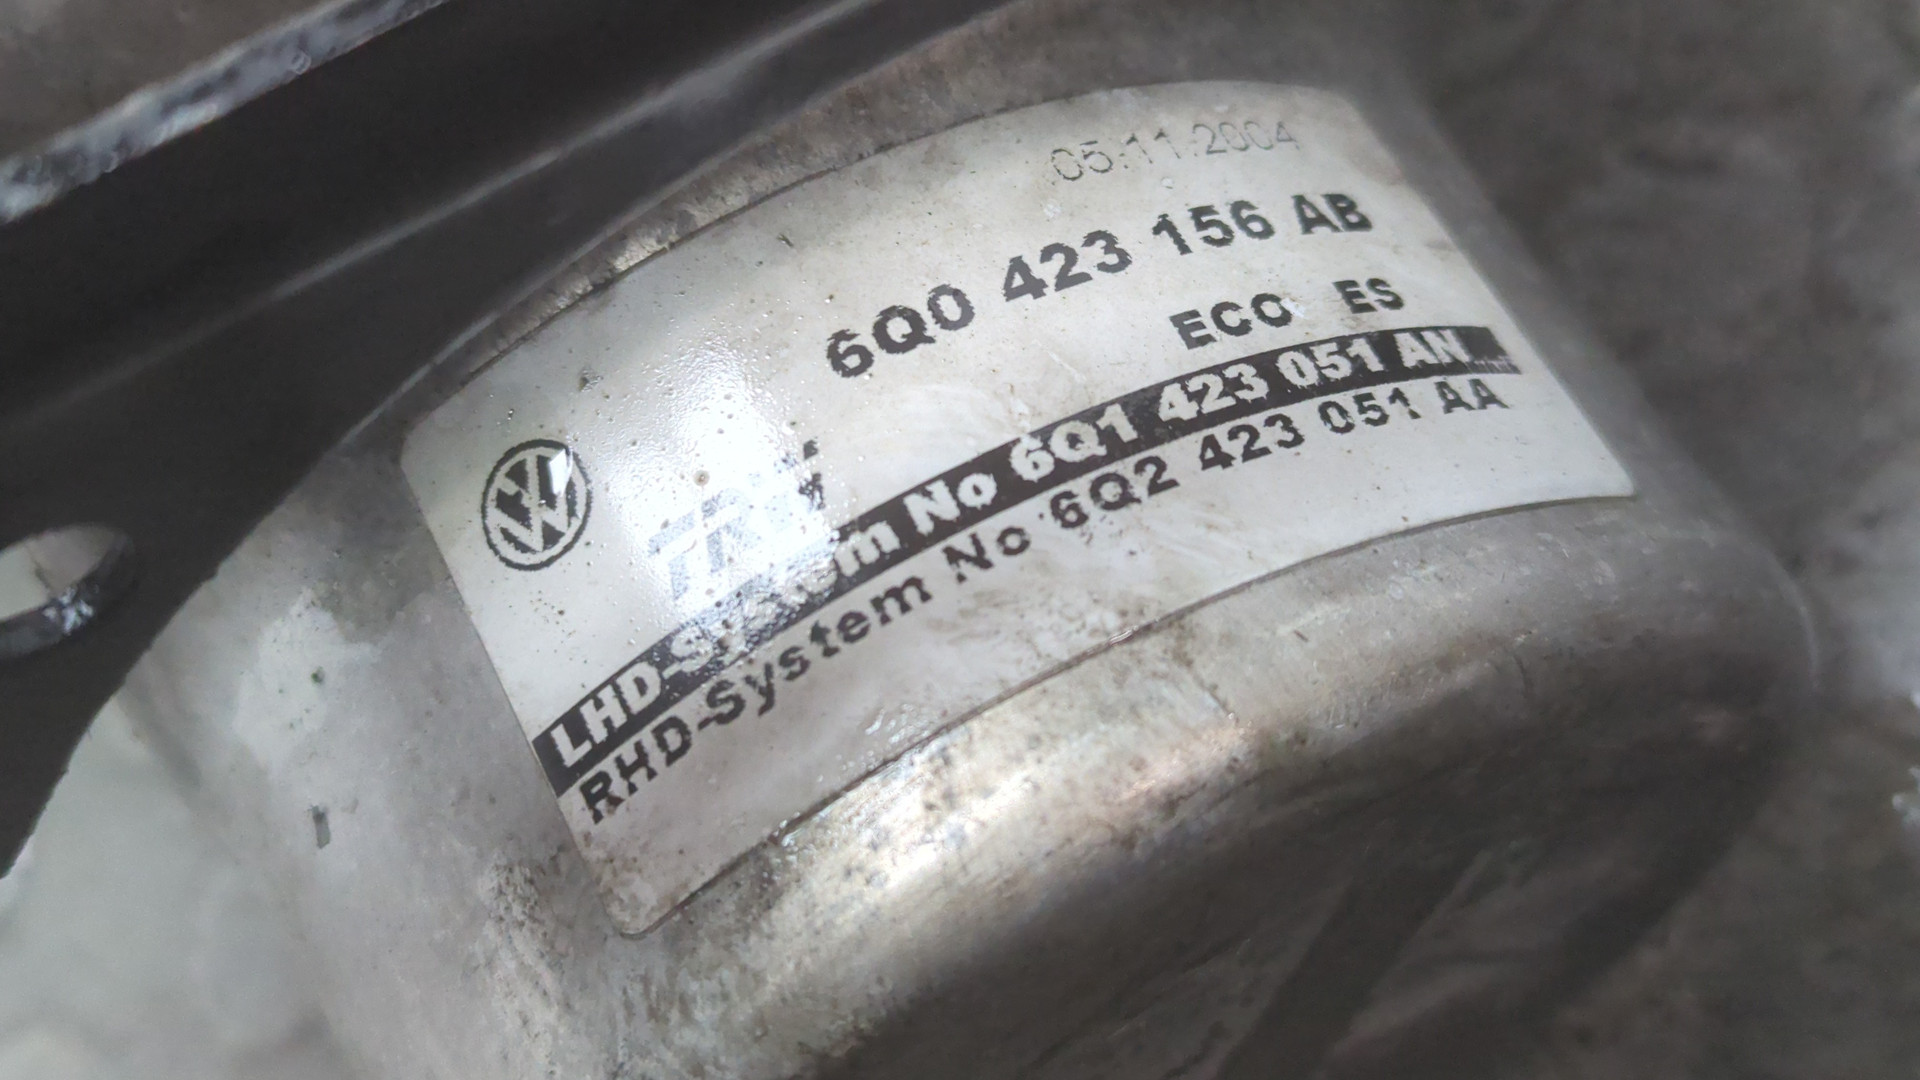 05.11.2004
6Q0 423 156 AB
ECO ES
TRW
LHD-System No 6Q1 423 051 AN
RHD-System No 6Q2 423 051 AA